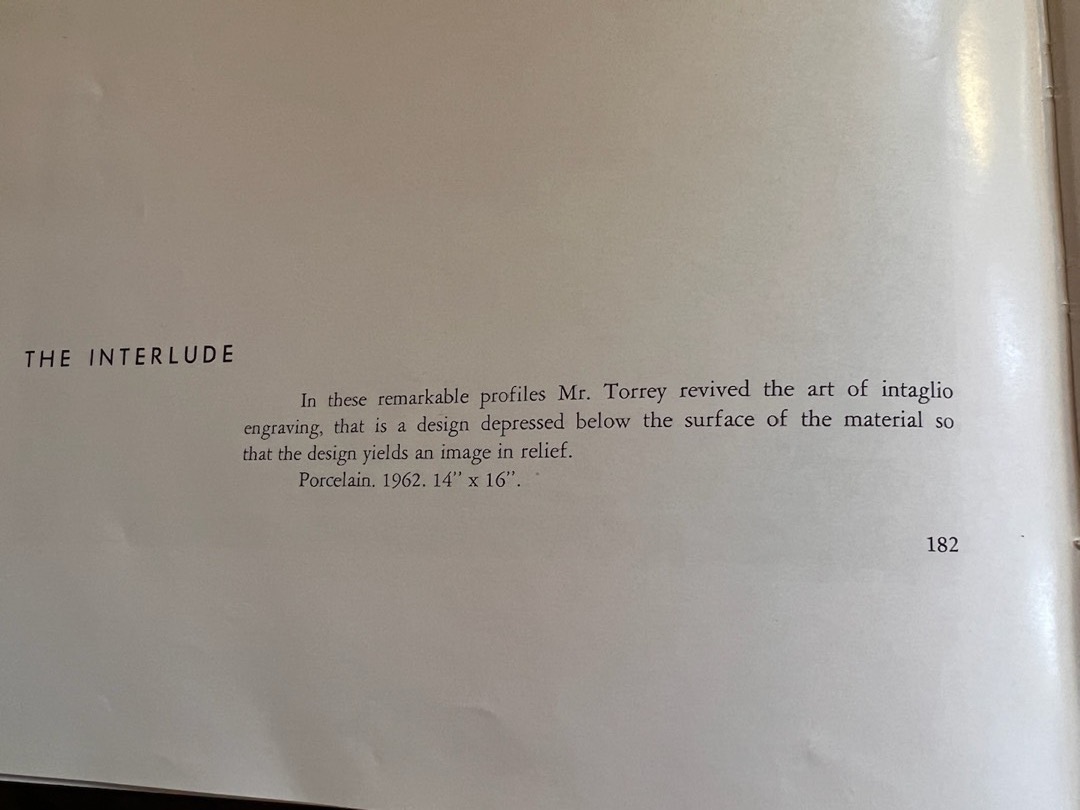 THE INTERLUDE
In these remarkable profiles Mr. Torrey revived the art of intaglio
engraving, that is a design depressed below the surface of the material so
that the design yields an image in relief.
Porcelain. 1962. 14’’ x 16’’.
182